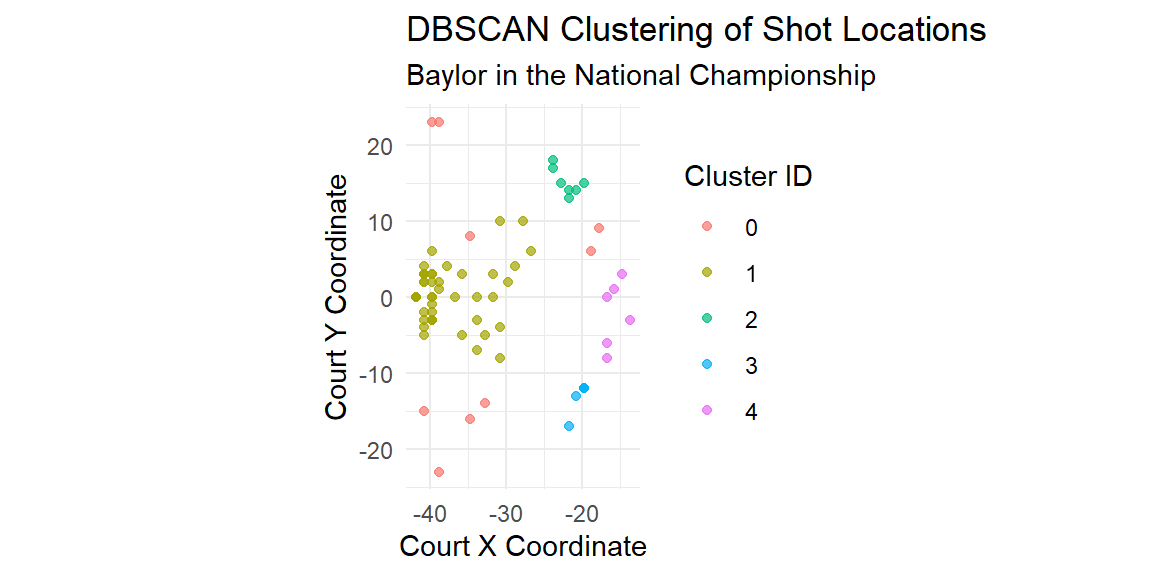 DBSCAN Clustering of Shot Locations
Baylor in the National Championship
Court Y Coordinate
20
10
0
-10
-20
-40 -30 -20
Court X Coordinate
Cluster ID
0
1
2
3
4